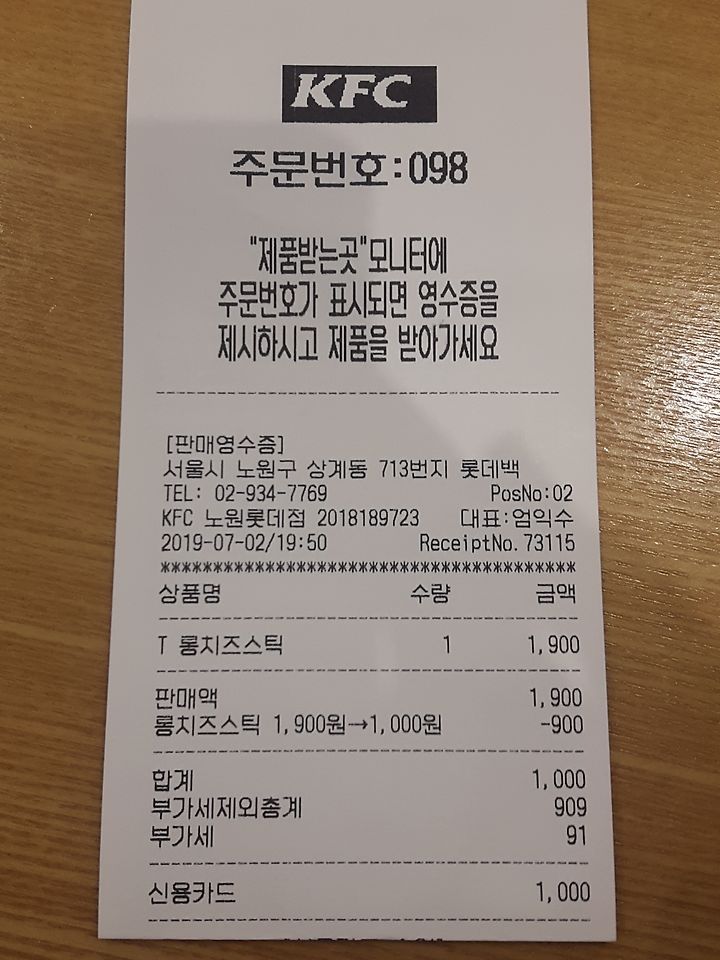 KFC
주문번호:098
"제품받는곳"모니터에
주문번호가 표시되면 영수증을
제시하시고 제품을 받아가세요
[판매영수증]
서울시 노원구 상계동 713번지 롯데백
TEL: 02-934-7769 PosNo:02
KFC 노원롯데점 2018189723 대표:엄익수
2019-07-02/19:50 ReceiptNo.73115
****************************************
상품명 수량 금액
T 롱치즈스틱 1 1,900
판매액 1,900
롱치즈스틱 1,900원→1,000원 -900
합계 1,000
부가세제외총계 909
부가세 91
신용카드 1,000